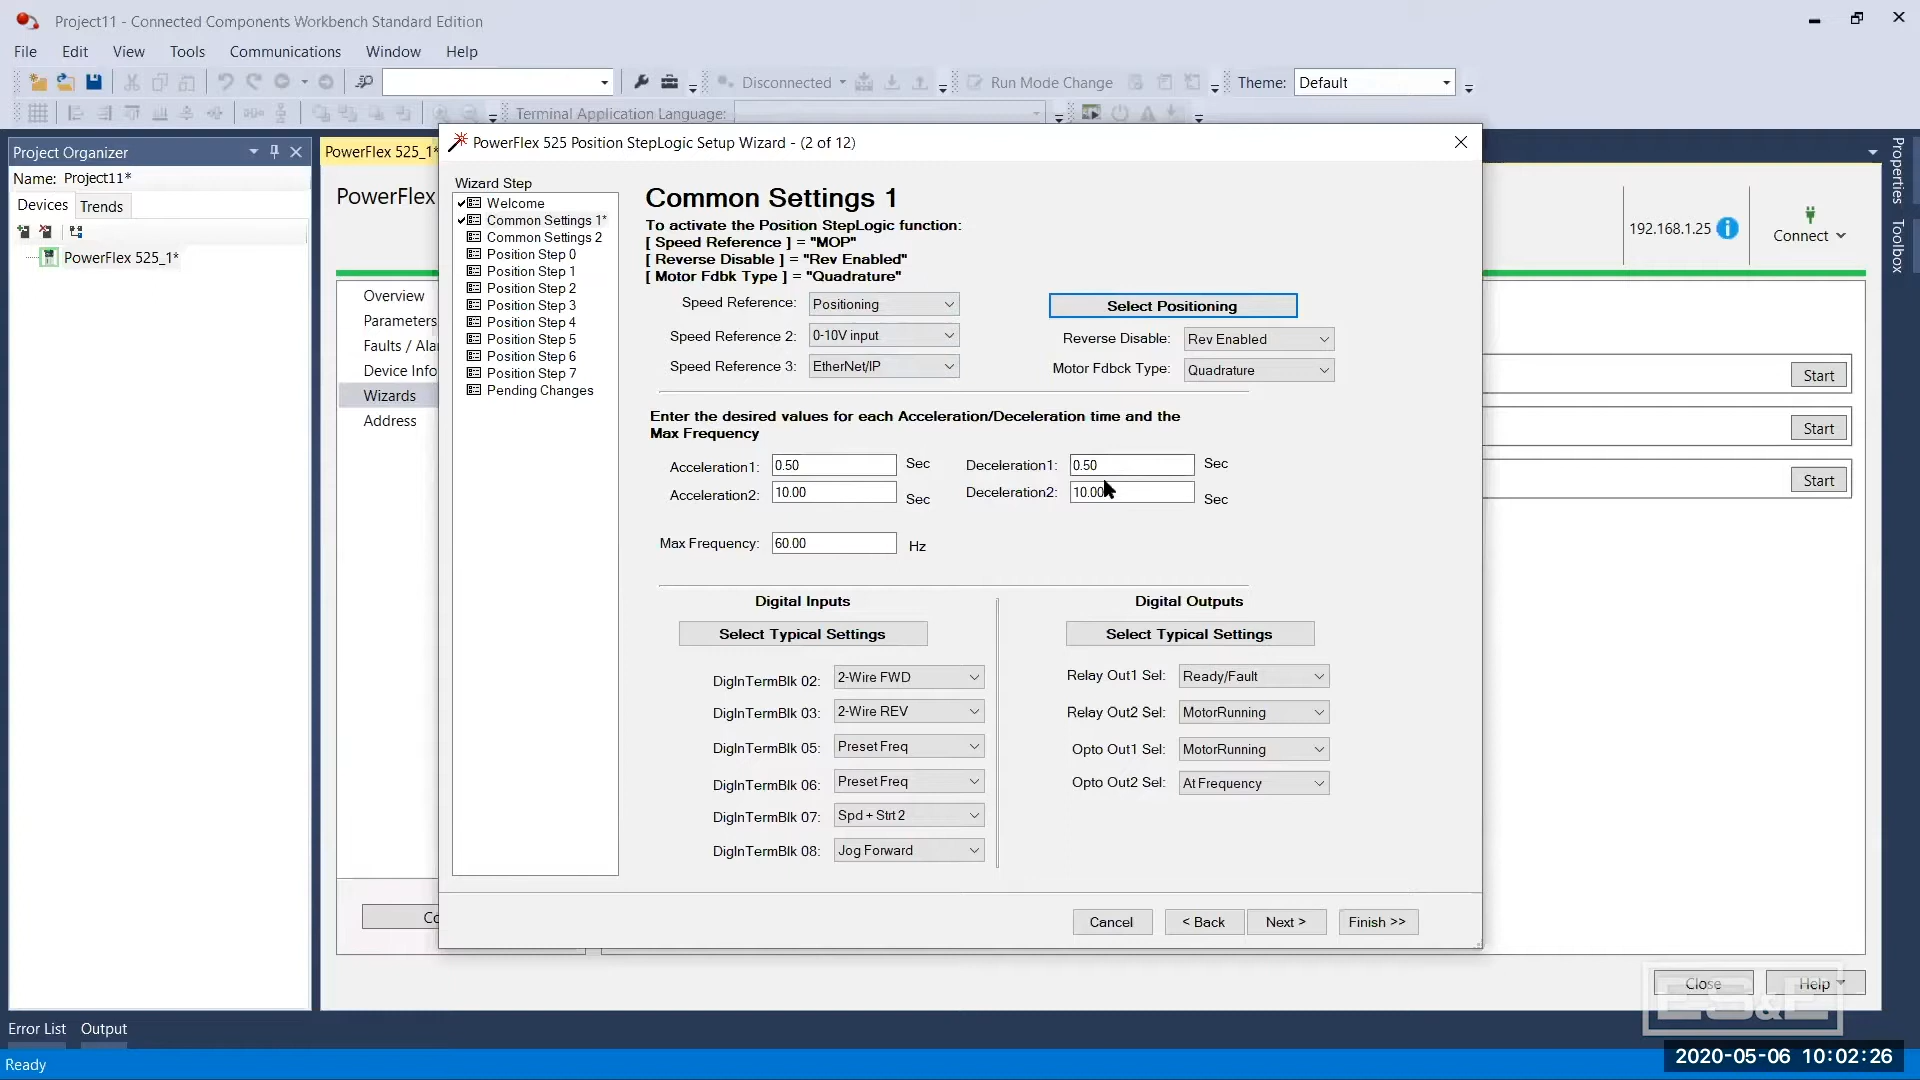 Project11 - Connected Components Workbench Standard Edition
File Edit View Tools Communications Window Help
Disconnected
Run Mode Change
Theme: Default
Terminal Application Language:
Project Organizer
Name: Project11*
Devices Trends
PowerFlex 525_1*
PowerFlex 525_1*
PowerFlex
192.168.1.25
Connect
Overview
Parameters
Faults / Ala
Device Info
Wizards
Address
Start
Start
Start
PowerFlex 525 Position StepLogic Setup Wizard - (2 of 12)
Wizard Step
Welcome
Common Settings 1*
Common Settings 2
Position Step 0
Position Step 1
Position Step 2
Position Step 3
Position Step 4
Position Step 5
Position Step 6
Position Step 7
Pending Changes
Common Settings 1
To activate the Position StepLogic function:
[ Speed Reference ] = "MOP"
[ Reverse Disable ] = "Rev Enabled"
[ Motor Fdbk Type ] = "Quadrature"
Speed Reference: Positioning
Select Positioning
Speed Reference 2: 0-10V input
Reverse Disable: Rev Enabled
Speed Reference 3: EtherNet/IP
Motor Fdbck Type: Quadrature
Enter the desired values for each Acceleration/Deceleration time and the
Max Frequency
Acceleration1: 0.50 Sec
Deceleration1: 0.50 Sec
Acceleration2: 10.00 Sec
Deceleration2: 10.00 Sec
Max Frequency: 60.00 Hz
Digital Inputs
Select Typical Settings
DigInTermBlk 02: 2-Wire FWD
DigInTermBlk 03: 2-Wire REV
DigInTermBlk 05: Preset Freq
DigInTermBlk 06: Preset Freq
DigInTermBlk 07: Spd + Strt 2
DigInTermBlk 08: Jog Forward
Digital Outputs
Select Typical Settings
Relay Out1 Sel: Ready/Fault
Relay Out2 Sel: MotorRunning
Opto Out1 Sel: MotorRunning
Opto Out2 Sel: At Frequency
Co
Cancel < Back Next > Finish >>
Close Help
ES&E
Properties
Toolbox
Error List Output
Ready
2020-05-06 10:02:26